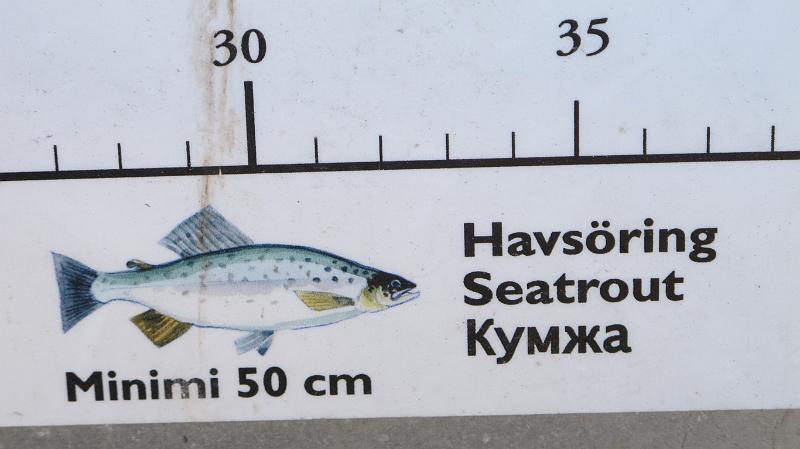 30 35
Havsöring
Seatrout
Кумжа
Minimi 50 cm